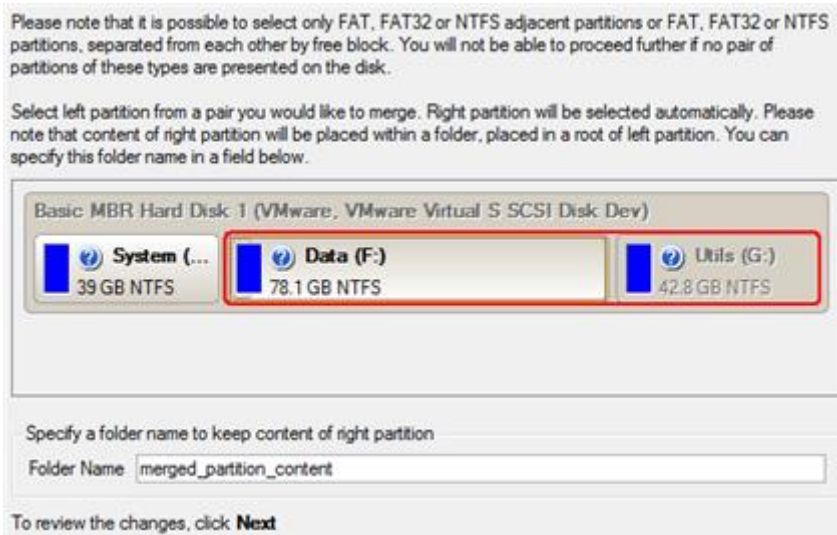 Please note that it is possible to select only FAT, FAT32 or NTFS adjacent partitions or FAT, FAT32 or NTFS
partitions, separated from each other by free block. You will not be able to proceed further if no pair of
partitions of these types are presented on the disk.
Select left partition from a pair you would like to merge. Right partition will be selected automatically. Please
note that content of right partition will be placed within a folder, placed in a root of left partition. You can
specify this folder name in a field below.
Basic MBR Hard Disk 1 (VMware, VMware Virtual S SCSI Disk Dev)
System (... Data (F:) Utils (G:)
39 GB NTFS 78.1 GB NTFS 42.8 GB NTFS
Specify a folder name to keep content of right partition
Folder Name merged_partition_content
To review the changes, click Next